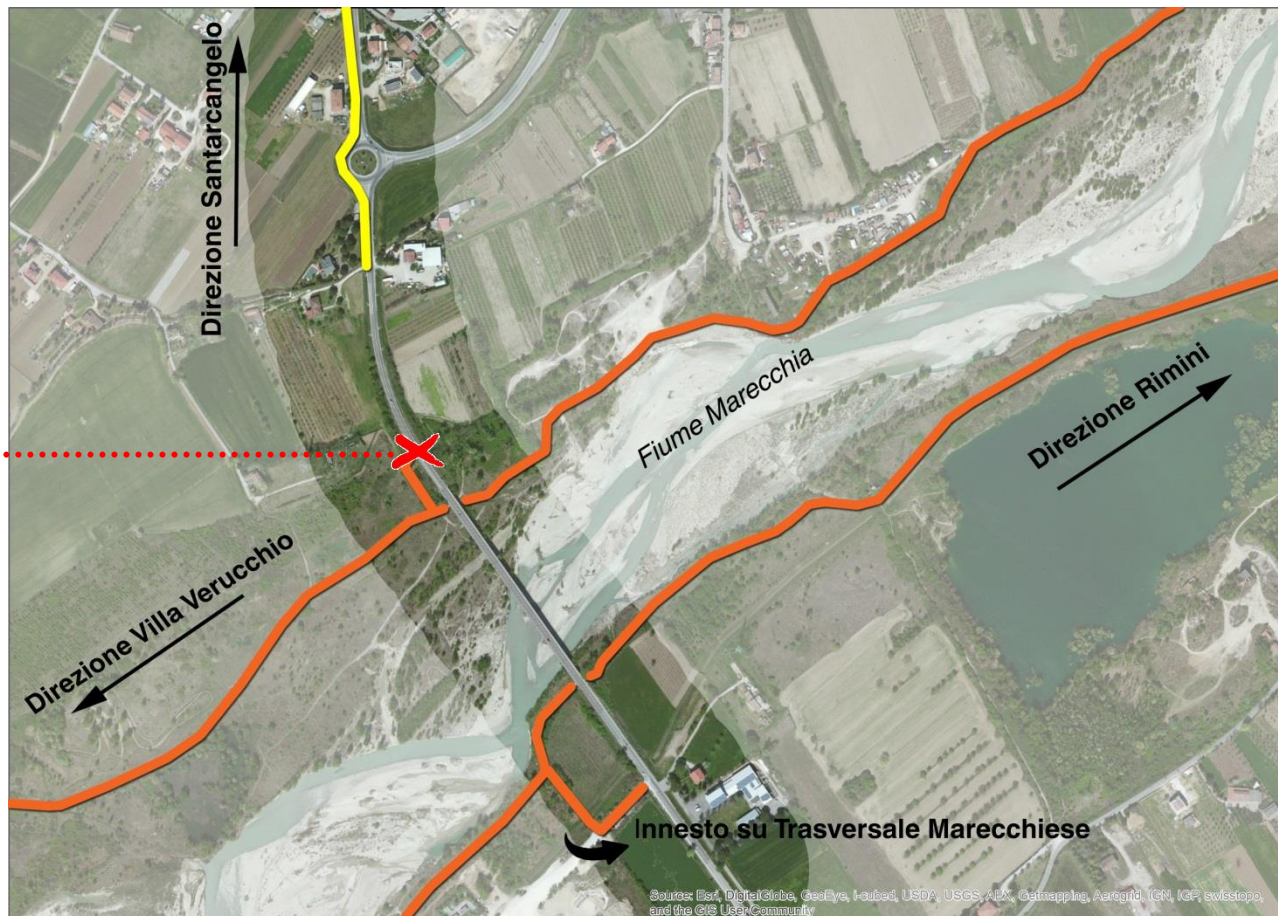 Direzione Santarcangelo
Fiume Marecchia
Direzione Rimini
Direzione Villa Verucchio
Innesto su Trasversale Marecchiese
Source: Esri, DigitalGlobe, GeoEye, i-cubed, USDA, USGS, AEX, Getmapping, Aerogrid, IGN, IGP, swisstopo,
and the GIS User Community